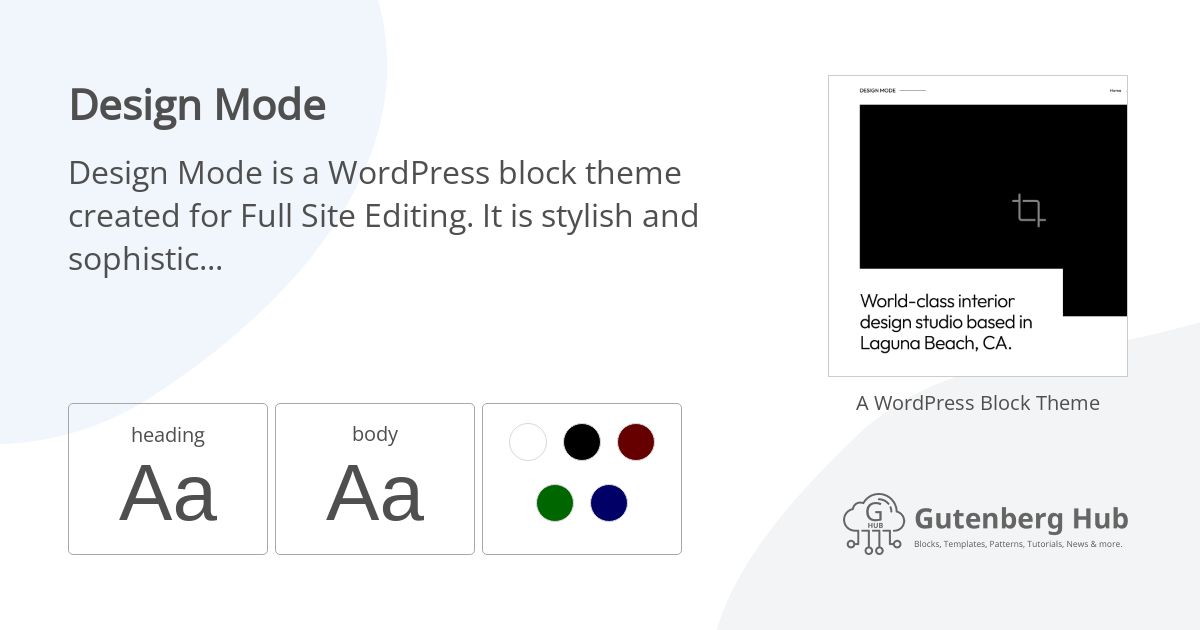 Design Mode
Design Mode is a WordPress block theme
created for Full Site Editing. It is stylish and
sophistic...
heading
Aa
body
Aa
DESIGN MODE
Home
World-class interior
design studio based in
Laguna Beach, CA.
A WordPress Block Theme
G
HUB
Gutenberg Hub
Blocks, Templates, Patterns, Tutorials, News & more.